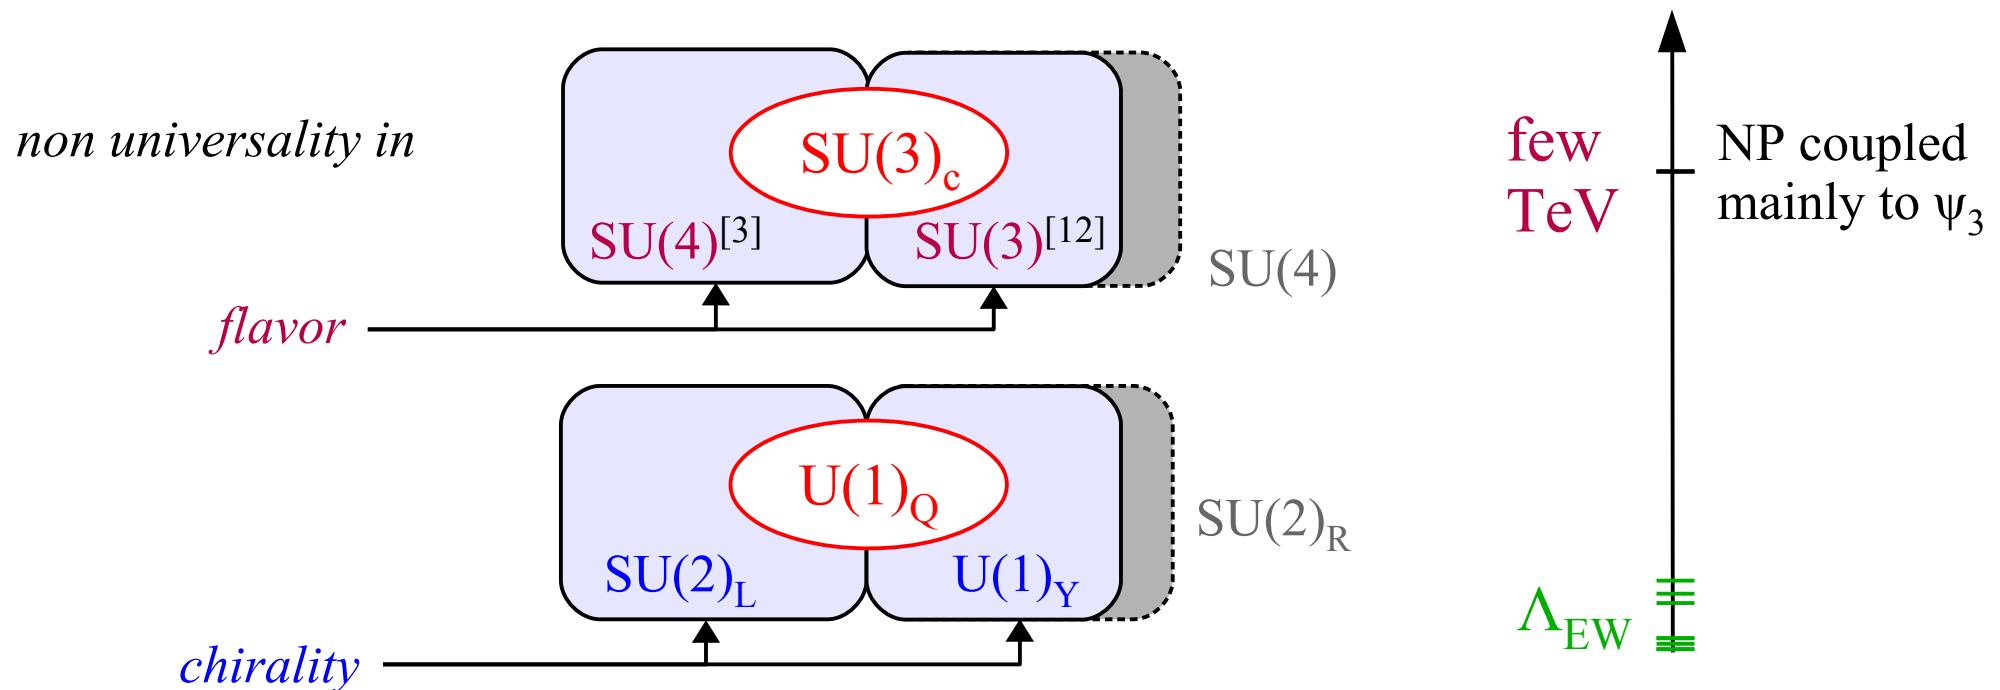 non universality in
SU(3)c
few
TeV
NP coupled
mainly to ψ3
SU(4)[3]
SU(3)[12]
SU(4)
flavor
U(1)Q
SU(2)R
SU(2)L
U(1)Y
ΛEW
chirality